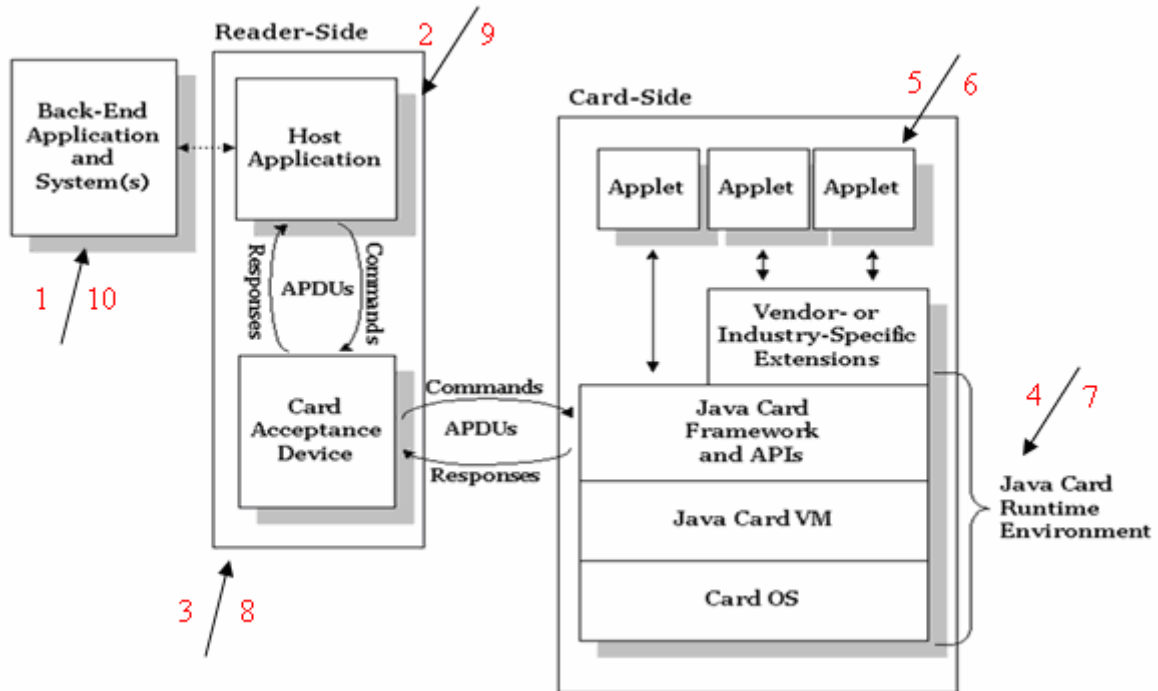 Reader-Side
2
9
Back-End
Application
and
System(s)
Host
Application
1
10
Responses
APDUs
Commands
Card
Acceptance
Device
3
8
Commands
APDUs
Responses
Card-Side
5
6
Applet
Applet
Applet
Vendor- or
Industry-Specific
Extensions
Java Card
Framework
and APIs
Java Card VM
Card OS
4
7
Java Card
Runtime
Environment